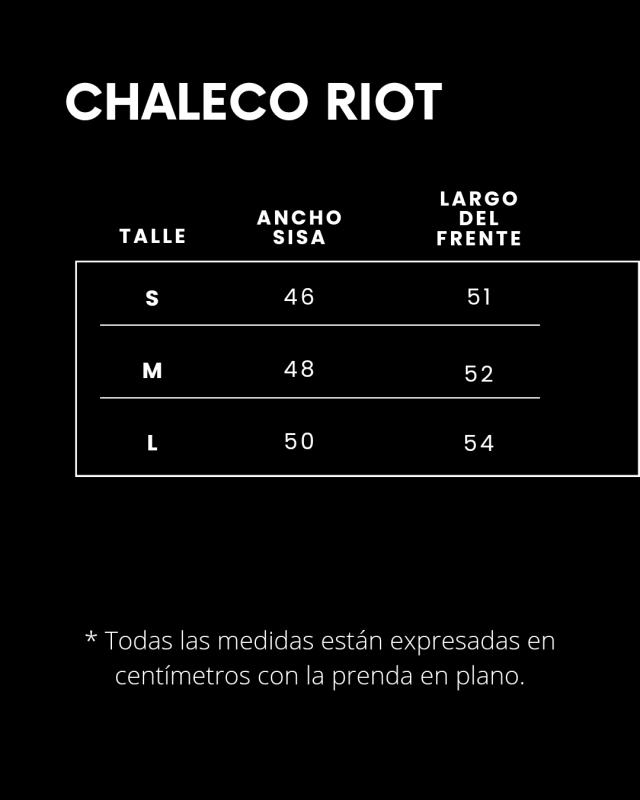 CHALECO RIOT
TALLE
ANCHO
SISA
LARGO
DEL
FRENTE
S 46 51
M 48 52
L 50 54
* Todas las medidas están expresadas en
centímetros con la prenda en plano.